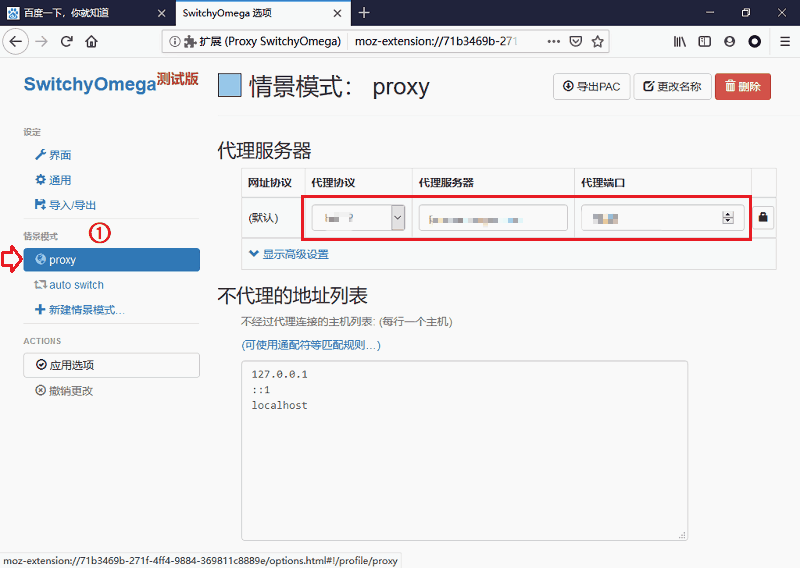 百度一下，你就知道
SwitchyOmega 选项
扩展 (Proxy SwitchyOmega)
moz-extension://71b3469b-271
SwitchyOmega测试版
设定
界面
通用
导入/导出
情景模式
①
proxy
auto switch
新建情景模式…
ACTIONS
应用选项
撤销更改
情景模式： proxy
导出PAC
更改名称
删除
代理服务器
网址协议 代理协议 代理服务器 代理端口
(默认)
显示高级设置
不代理的地址列表
不经过代理连接的主机列表: (每行一个主机)
(可使用通配符等匹配规则…)
127.0.0.1
::1
localhost
moz-extension://71b3469b-271f-4ff4-9884-369811c8889e/options.html#!/profile/proxy